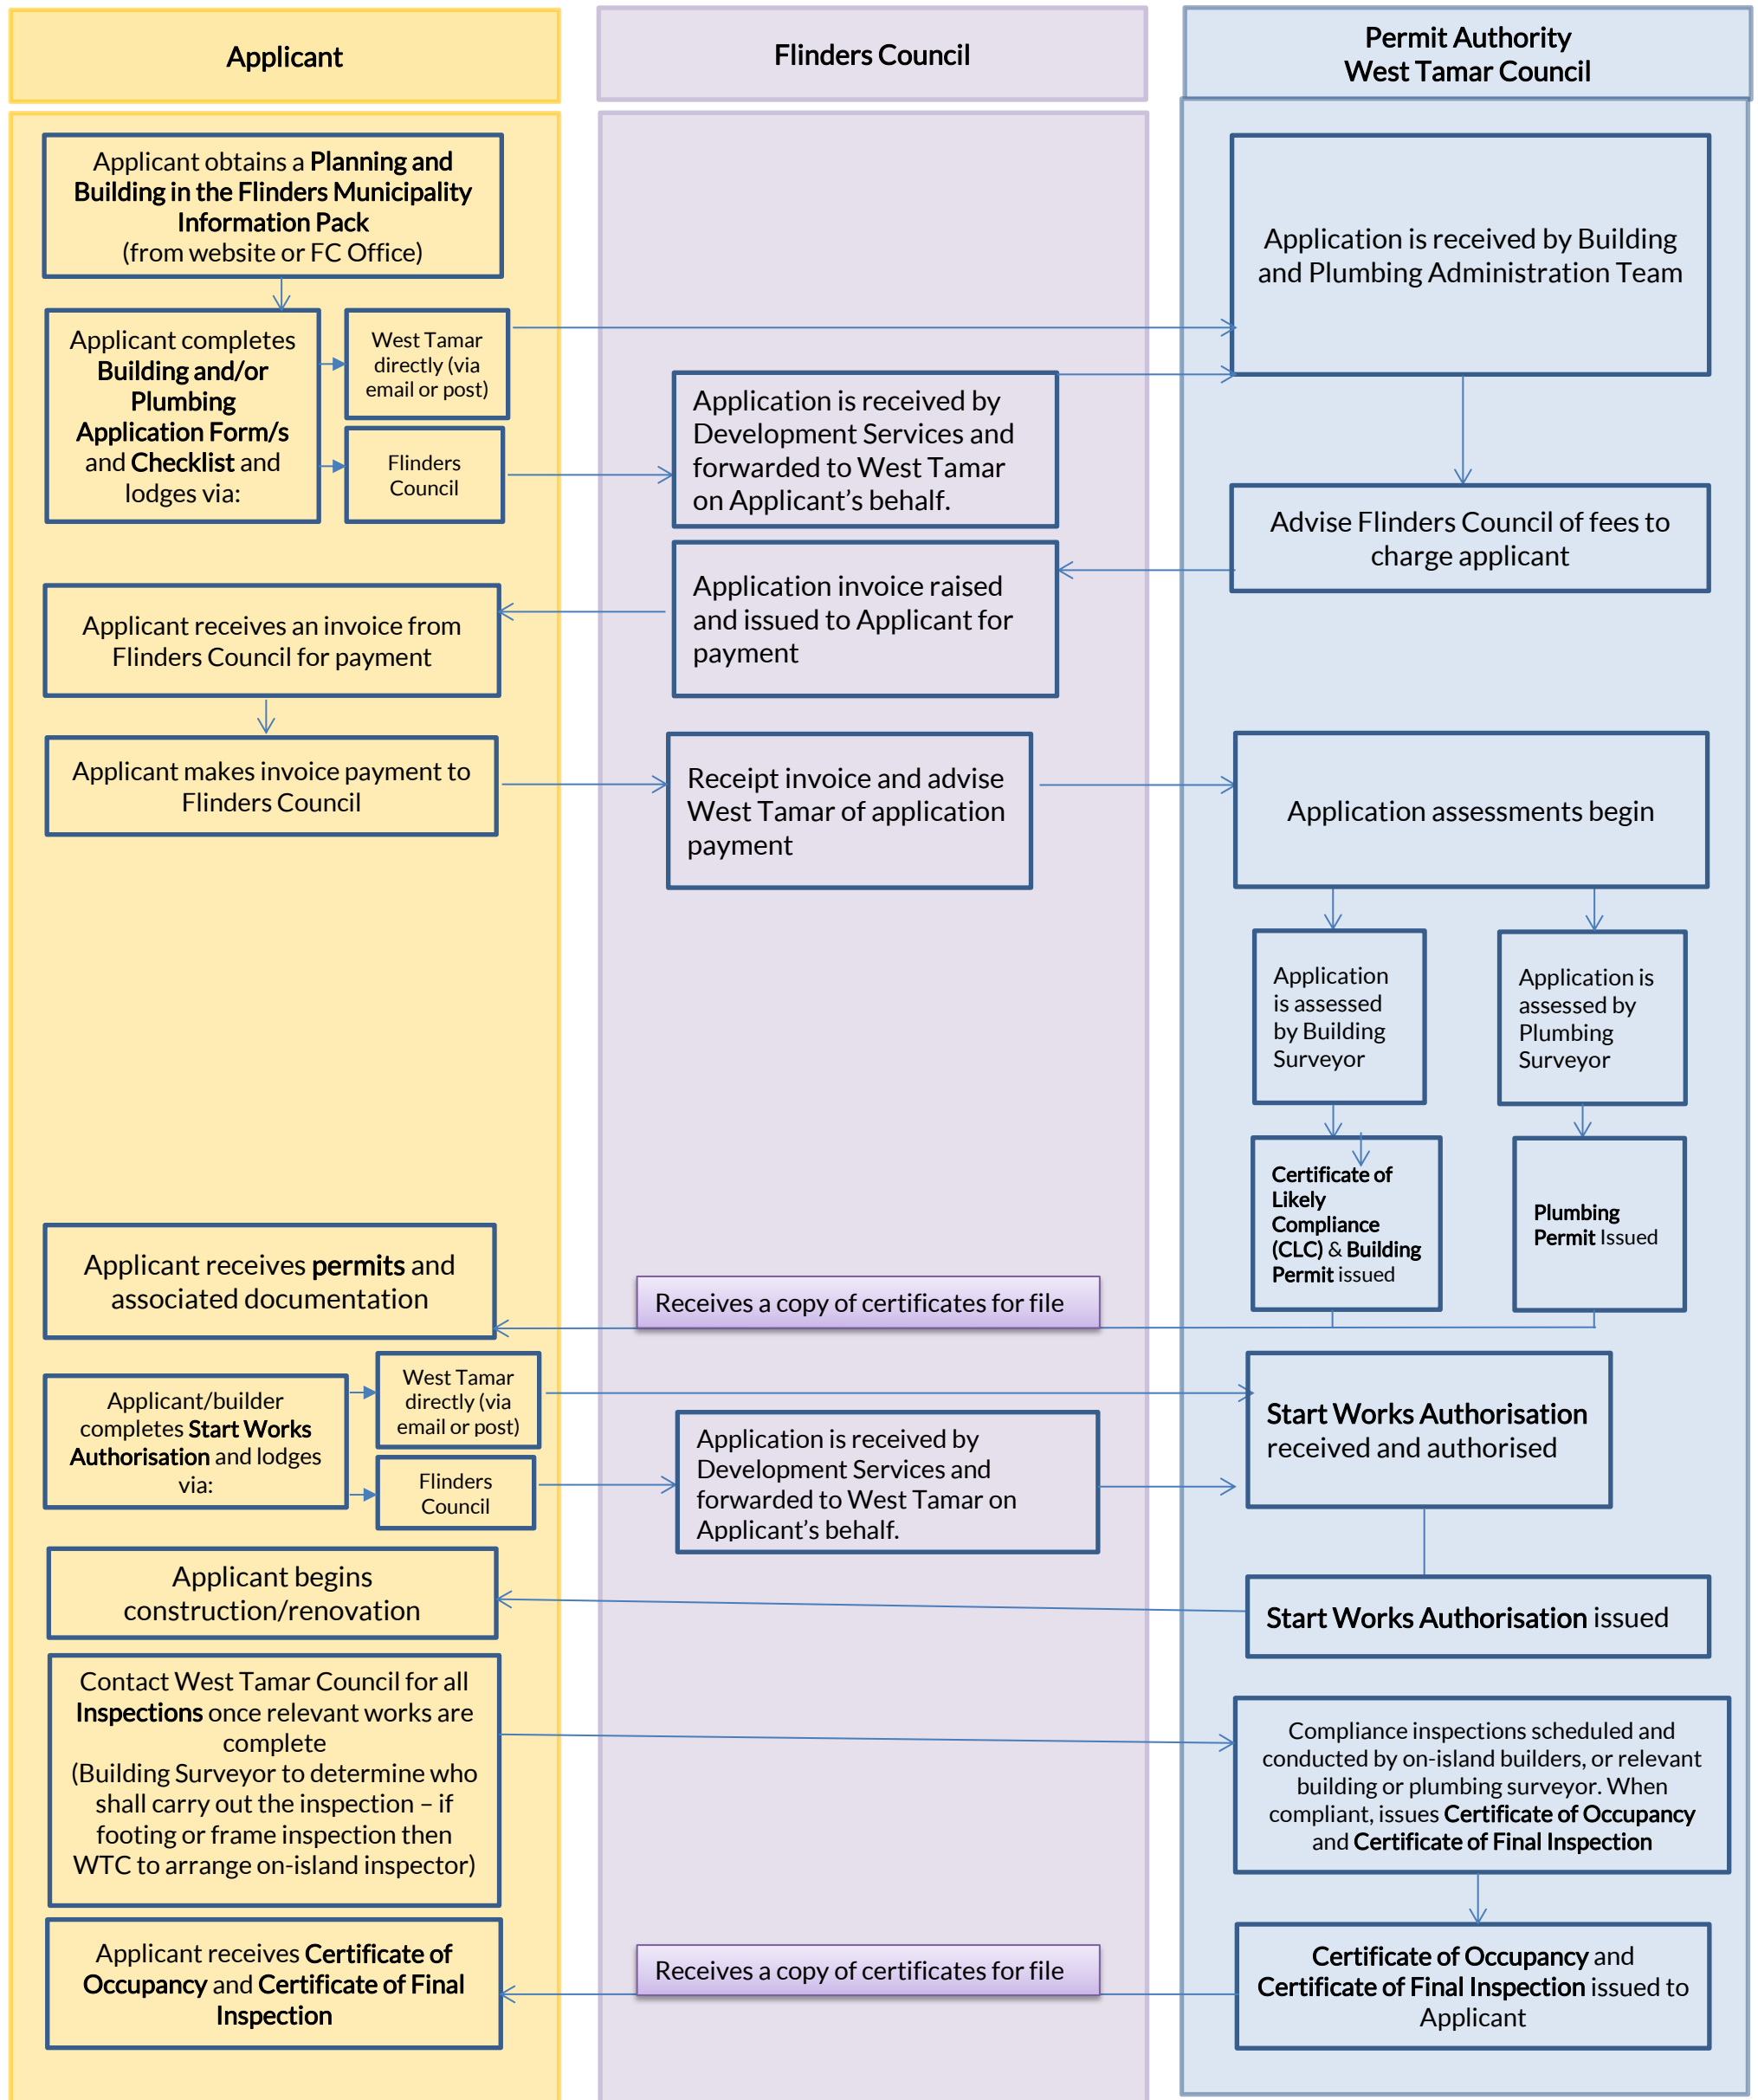 Applicant
Flinders Council
Permit Authority
West Tamar Council
Applicant obtains a Planning and
Building in the Flinders Municipality
Information Pack
(from website or FC Office)
Application is received by Building
and Plumbing Administration Team
Applicant completes
Building and/or
Plumbing
Application Form/s
and Checklist and
lodges via:
West Tamar
directly (via
email or post)
Flinders
Council
Application is received by
Development Services and
forwarded to West Tamar
on Applicant’s behalf.
Advise Flinders Council of fees to
charge applicant
Application invoice raised
and issued to Applicant for
payment
Applicant receives an invoice from
Flinders Council for payment
Applicant makes invoice payment to
Flinders Council
Receipt invoice and advise
West Tamar of application
payment
Application assessments begin
Application
is assessed
by Building
Surveyor
Application is
assessed by
Plumbing
Surveyor
Certificate of
Likely
Compliance
(CLC) & Building
Permit issued
Plumbing
Permit Issued
Applicant receives permits and
associated documentation
Receives a copy of certificates for file
Applicant/builder
completes Start Works
Authorisation and lodges
via:
West Tamar
directly (via
email or post)
Flinders
Council
Application is received by
Development Services and
forwarded to West Tamar on
Applicant’s behalf.
Start Works Authorisation
received and authorised
Applicant begins
construction/renovation
Start Works Authorisation issued
Contact West Tamar Council for all
Inspections once relevant works are
complete
(Building Surveyor to determine who
shall carry out the inspection – if
footing or frame inspection then
WTC to arrange on-island inspector)
Compliance inspections scheduled and
conducted by on-island builders, or relevant
building or plumbing surveyor. When
compliant, issues Certificate of Occupancy
and Certificate of Final Inspection
Applicant receives Certificate of
Occupancy and Certificate of Final
Inspection
Receives a copy of certificates for file
Certificate of Occupancy and
Certificate of Final Inspection issued to
Applicant